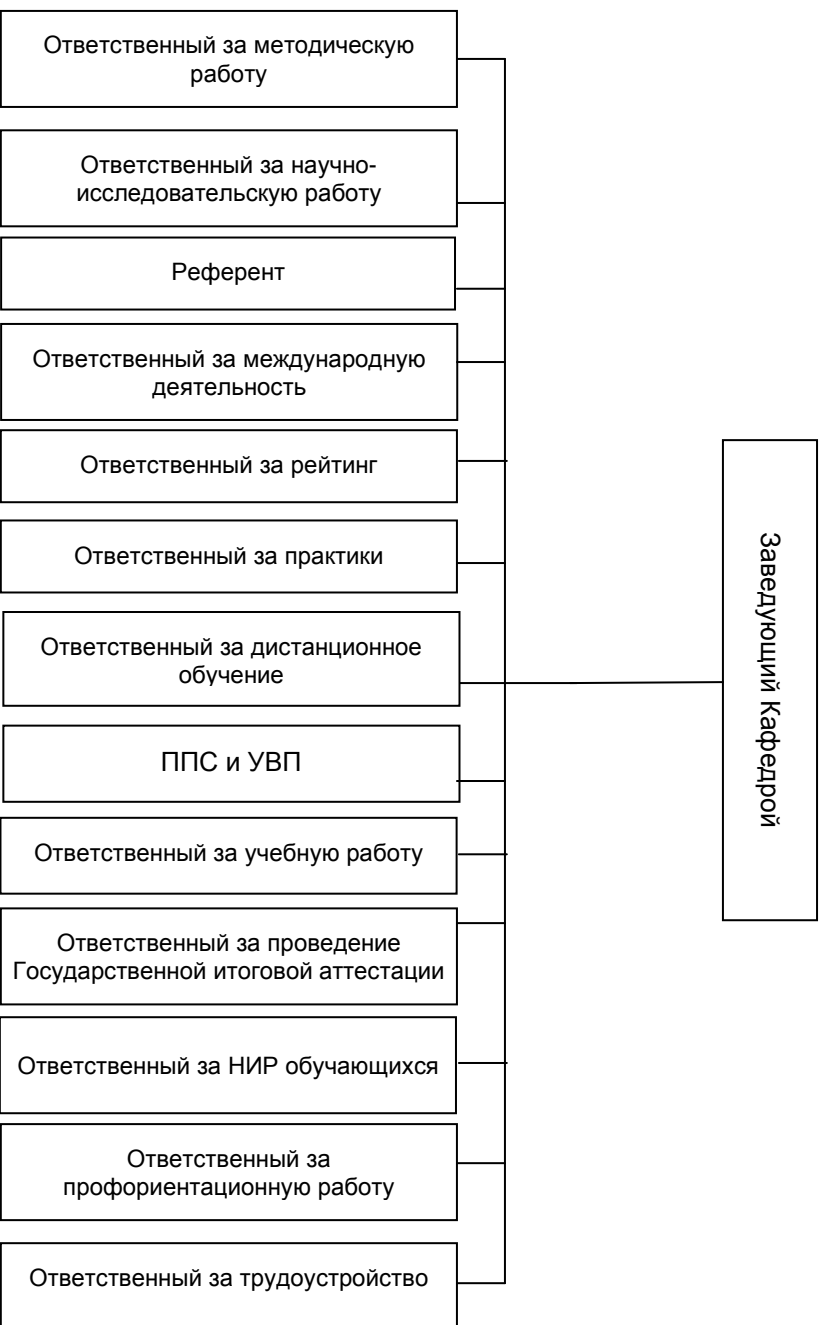 Ответственный за методическую
работу
Ответственный за научно-
исследовательскую работу
Референт
Ответственный за международную
деятельность
Ответственный за рейтинг
Ответственный за практики
Ответственный за дистанционное
обучение
ППС и УВП
Ответственный за учебную работу
Ответственный за проведение
Государственной итоговой аттестации
Ответственный за НИР обучающихся
Ответственный за
профориентационную работу
Ответственный за трудоустройство
Заведующий Кафедрой